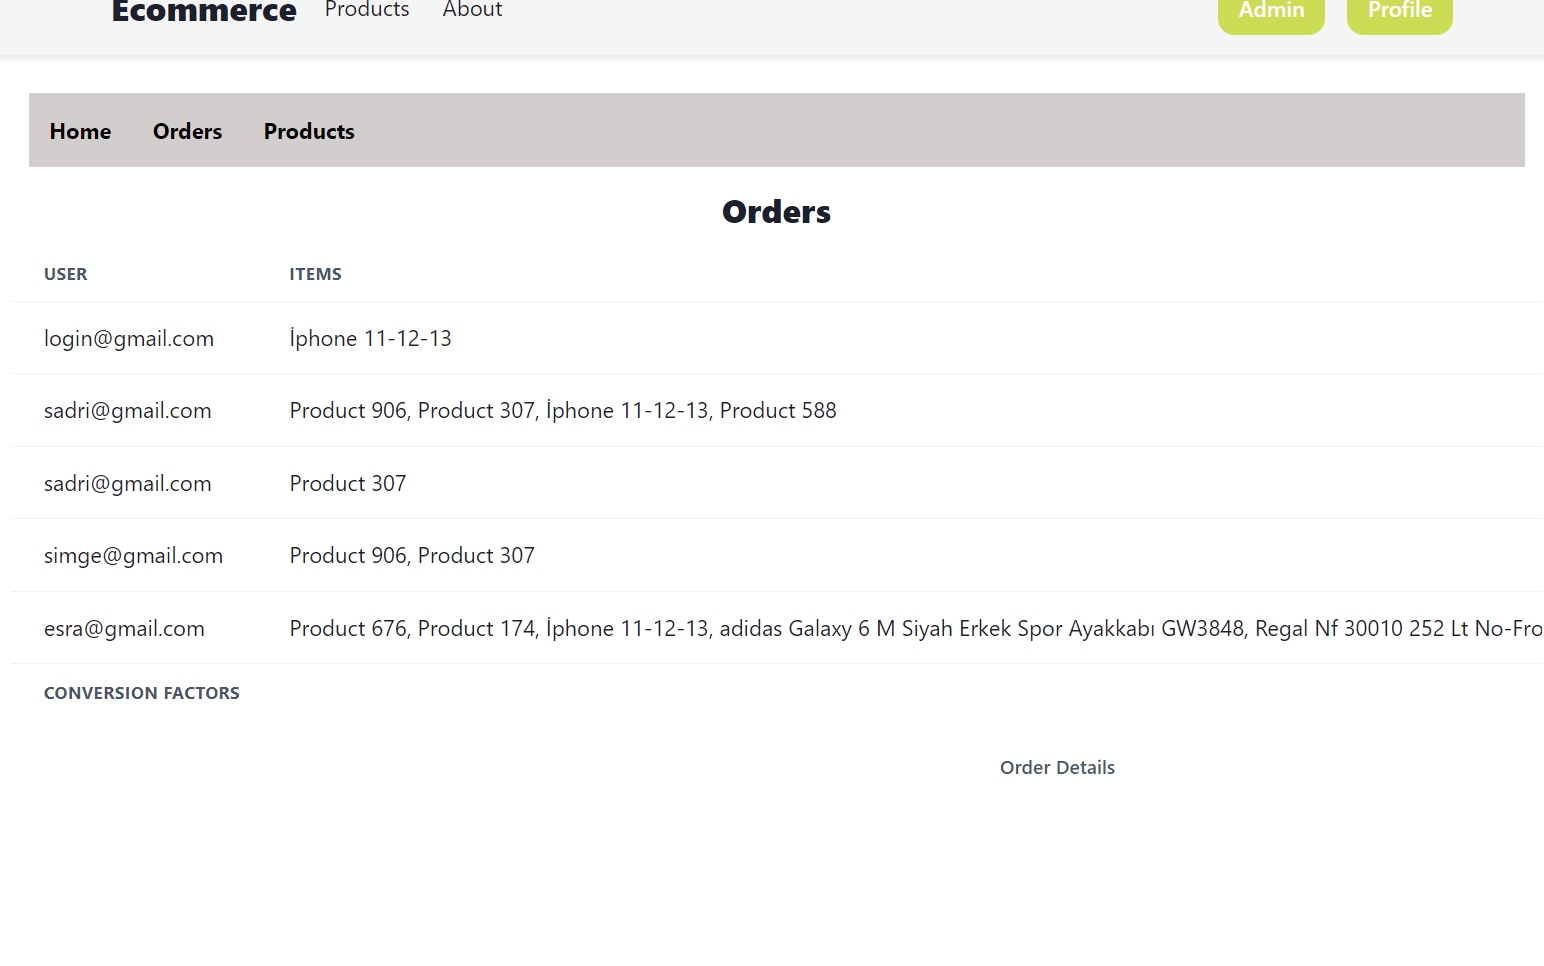 Ecommerce Products About Admin Profile
Home Orders Products
Orders
USER ITEMS
login@gmail.com İphone 11-12-13
sadri@gmail.com Product 906, Product 307, İphone 11-12-13, Product 588
sadri@gmail.com Product 307
simge@gmail.com Product 906, Product 307
esra@gmail.com Product 676, Product 174, İphone 11-12-13, adidas Galaxy 6 M Siyah Erkek Spor Ayakkabı GW3848, Regal Nf 30010 252 Lt No-Fro
CONVERSION FACTORS
Order Details